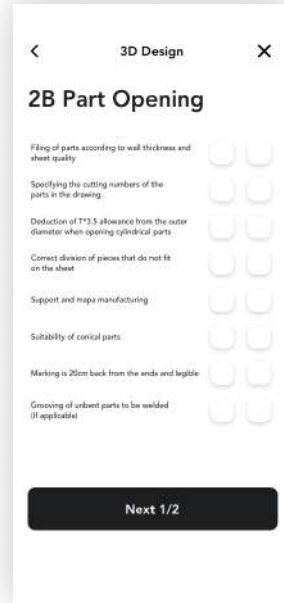 3D Design
2B Part Opening
Filing of parts according to wall thickness and
sheet quality
Specifying the cutting numbers of the
parts in the drawing
Deduction of T*3.5 allowance from the outer
diameter when opening cylindrical parts
Correct division of pieces that do not fit
on the sheet
Support and mapa manufacturing
Suitability of conical parts
Marking is 20cm back from the ends and legible
Grooving of unbent parts to be welded
(If applicable)
Next 1/2